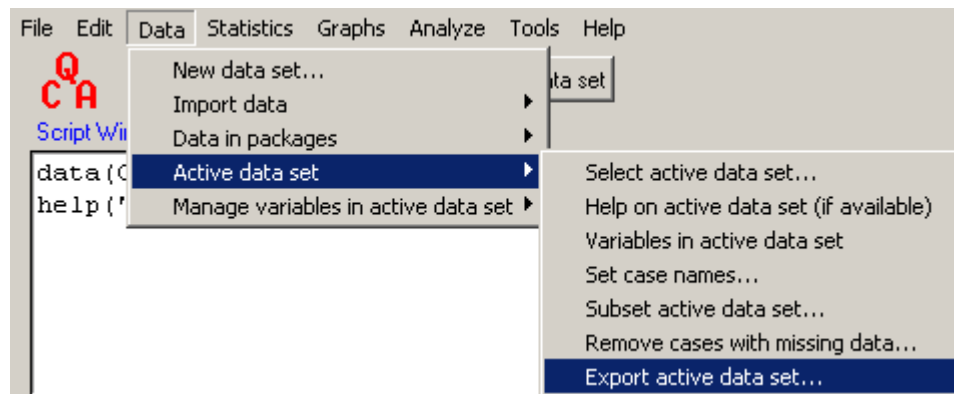 File Edit Data Statistics Graphs Analyze Tools Help
Q
C A
Script Wi
data(
help('
New data set...
Import data
Data in packages
Active data set
Manage variables in active data set
ta set
Select active data set...
Help on active data set (if available)
Variables in active data set
Set case names...
Subset active data set...
Remove cases with missing data...
Export active data set...